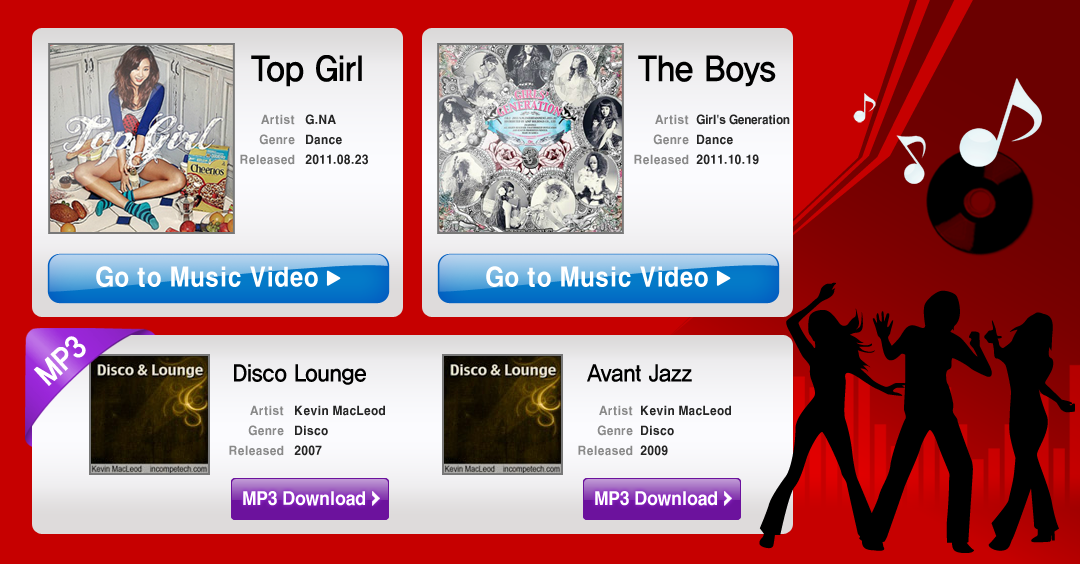 Top Girl
Top Girl
Cheerios
Artist G.NA
Genre Dance
Released 2011.08.23
Go to Music Video
The Boys
GIRLS'
GENERATION
Artist Girl's Generation
Genre Dance
Released 2011.10.19
Go to Music Video
MP3
Disco & Lounge
Kevin MacLeod incompetech.com
Disco Lounge
Artist Kevin MacLeod
Genre Disco
Released 2007
MP3 Download
Disco & Lounge
Kevin MacLeod incompetech.com
Avant Jazz
Artist Kevin MacLeod
Genre Disco
Released 2009
MP3 Download